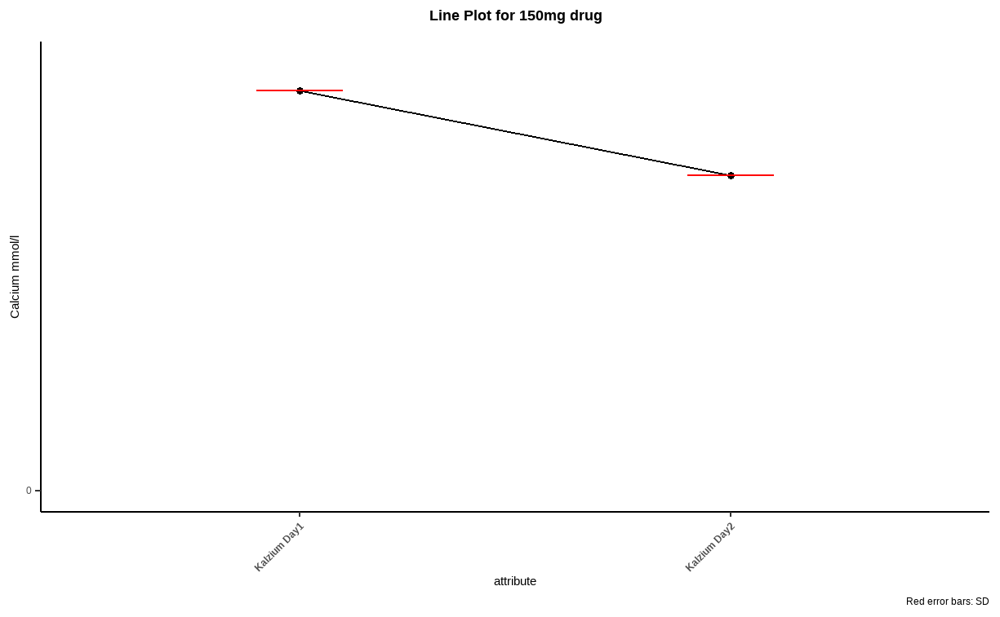 Line Plot for 150mg drug
Calcium mmol/l
0
Kalzium Day1
Kalzium Day2
attribute
Red error bars: SD